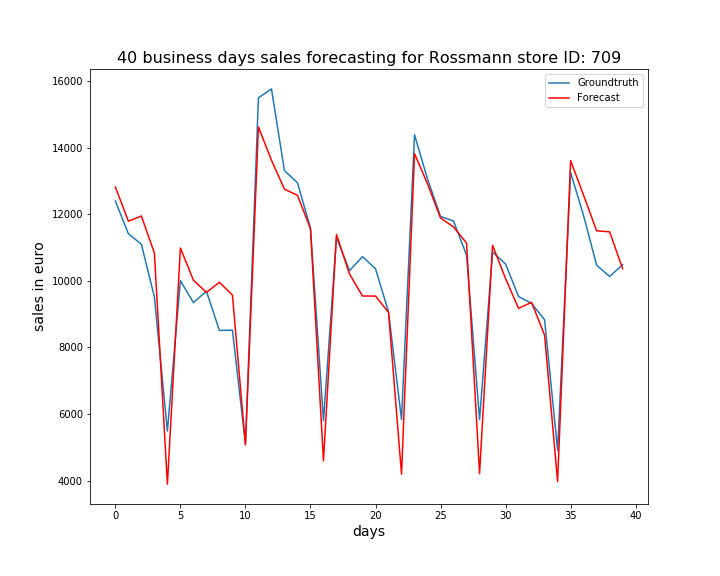 40 business days sales forecasting for Rossmann store ID: 709
Groundtruth
Forecast
sales in euro
16000
14000
12000
10000
8000
6000
4000
0 5 10 15 20 25 30 35 40
days